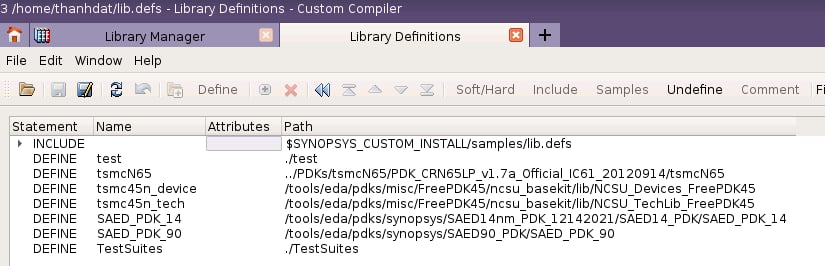 3 /home/thanhdat/lib.defs - Library Definitions - Custom Compiler
Library Manager Library Definitions
File Edit Window Help
Define Soft/Hard Include Samples Undefine Comment Fi
Statement Name Attributes Path
INCLUDE $SYNOPSYS_CUSTOM_INSTALL/samples/lib.defs
DEFINE test ./test
DEFINE tsmcN65 ../PDKs/tsmcN65/PDK_CRN65LP_v1.7a_Official_IC61_20120914/tsmcN65
DEFINE tsmc45n_device /tools/eda/pdks/misc/FreePDK45/ncsu_basekit/lib/NCSU_Devices_FreePDK45
DEFINE tsmc45n_tech /tools/eda/pdks/misc/FreePDK45/ncsu_basekit/lib/NCSU_TechLib_FreePDK45
DEFINE SAED_PDK_14 /tools/eda/pdks/synopsys/SAED14nm_PDK_12142021/SAED14_PDK/SAED_PDK_14
DEFINE SAED_PDK_90 /tools/eda/pdks/synopsys/SAED90_PDK/SAED_PDK_90
DEFINE TestSuites ./TestSuites